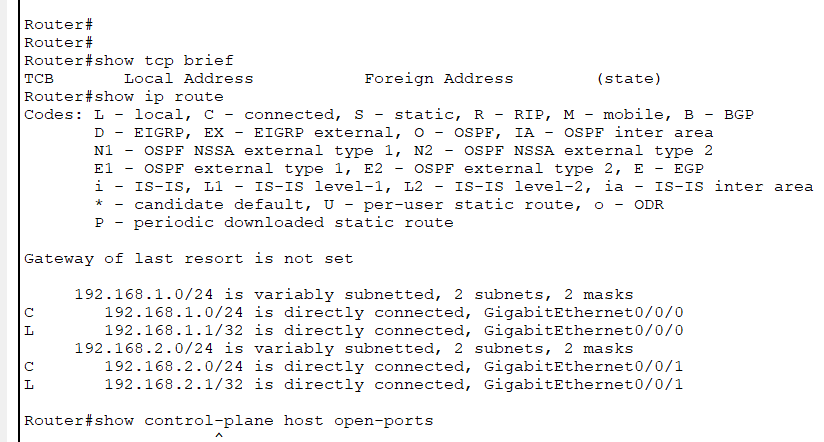 Router#
Router#
Router#show tcp brief
TCB       Local Address           Foreign Address        (state)
Router#show ip route
Codes: L - local, C - connected, S - static, R - RIP, M - mobile, B - BGP
       D - EIGRP, EX - EIGRP external, O - OSPF, IA - OSPF inter area
       N1 - OSPF NSSA external type 1, N2 - OSPF NSSA external type 2
       E1 - OSPF external type 1, E2 - OSPF external type 2, E - EGP
       i - IS-IS, L1 - IS-IS level-1, L2 - IS-IS level-2, ia - IS-IS inter area
       * - candidate default, U - per-user static route, o - ODR
       P - periodic downloaded static route
Gateway of last resort is not set
     192.168.1.0/24 is variably subnetted, 2 subnets, 2 masks
C       192.168.1.0/24 is directly connected, GigabitEthernet0/0/0
L       192.168.1.1/32 is directly connected, GigabitEthernet0/0/0
     192.168.2.0/24 is variably subnetted, 2 subnets, 2 masks
C       192.168.2.0/24 is directly connected, GigabitEthernet0/0/1
L       192.168.2.1/32 is directly connected, GigabitEthernet0/0/1
Router#show control-plane host open-ports
                   ^